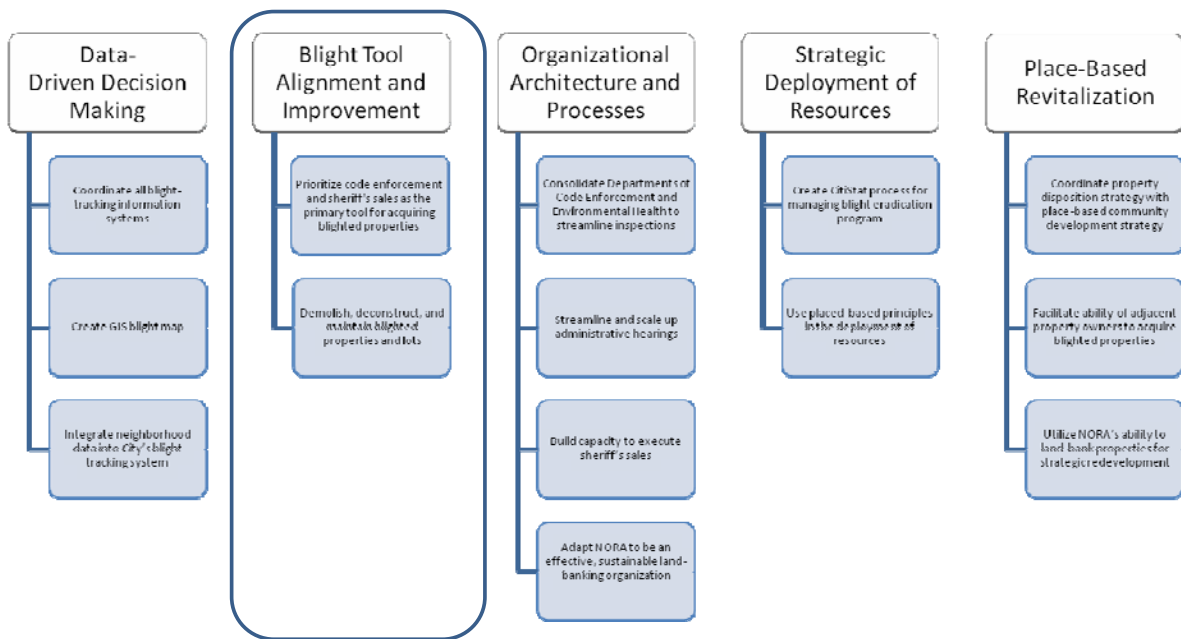 Data-
Driven Decision
Making
Coordinate all blight-
tracking information
systems
Create GIS blight map
Integrate neighborhood
data into City's blight
tracking system
Blight Tool
Alignment and
Improvement
Prioritize code enforcement
and sheriff's sales as the
primary tool for acquiring
blighted properties
Demolish, deconstruct, and
maintain blighted
properties and lots
Organizational
Architecture and
Processes
Consolidate Departments of
Code Enforcement and
Environmental Health to
streamline inspections
Streamline and scale up
administrative hearings
Build capacity to execute
sheriff's sales
Adapt NORA to be an
effective, sustainable land-
banking organization
Strategic
Deployment of
Resources
Create CitiStat process for
managing blight eradication
program
Use placed-based principles
in the deployment of
resources
Place-Based
Revitalization
Coordinate property
disposition strategy with
place-based community
development strategy
Facilitate ability of adjacent
property owners to acquire
blighted properties
Utilize NORA's ability to
land-bank properties for
strategic redevelopment